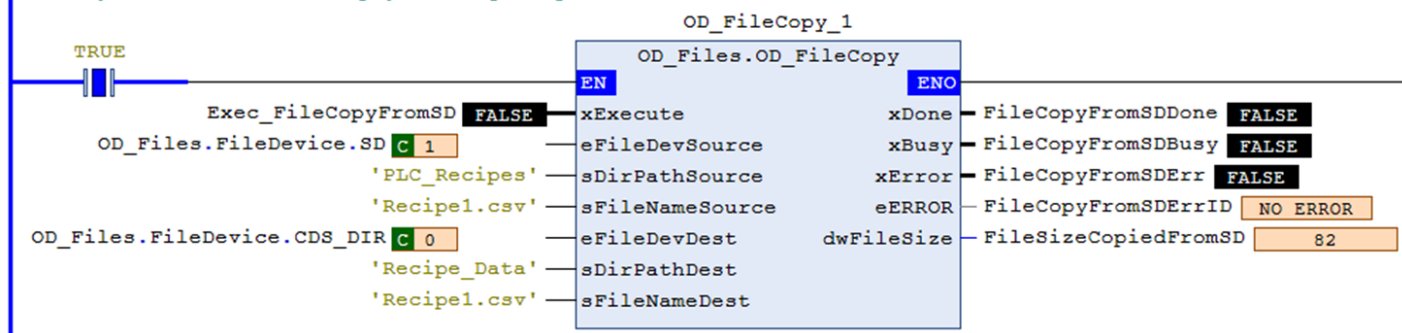 OD_FileCopy_1
TRUE
OD_Files.OD_FileCopy
EN ENO
Exec_FileCopyFromSD FALSE xExecute xDone FileCopyFromSDDone FALSE
OD_Files.FileDevice.SD C 1 eFileDevSource xBusy FileCopyFromSDBusy FALSE
'PLC_Recipes' sDirPathSource xError FileCopyFromSDErr FALSE
'Recipe1.csv' sFileNameSource eERROR FileCopyFromSDErrID NO ERROR
OD_Files.FileDevice.CDS_DIR C 0 eFileDevDest dwFileSize FileSizeCopiedFromSD 82
'Recipe_Data' sDirPathDest
'Recipe1.csv' sFileNameDest